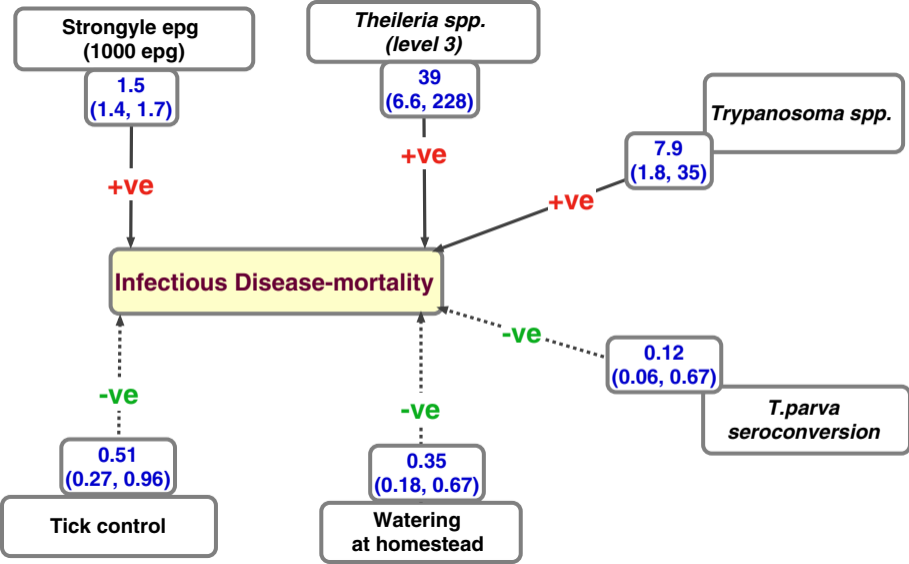 Strongyle epg
(1000 epg)
1.5
(1.4, 1.7)
+ve
Theileria spp.
(level 3)
39
(6.6, 228)
+ve
Trypanosoma spp.
7.9
(1.8, 35)
+ve
Infectious Disease-mortality
-ve
0.51
(0.27, 0.96)
Tick control
-ve
0.35
(0.18, 0.67)
Watering
at homestead
-ve
0.12
(0.06, 0.67)
T.parva
seroconversion